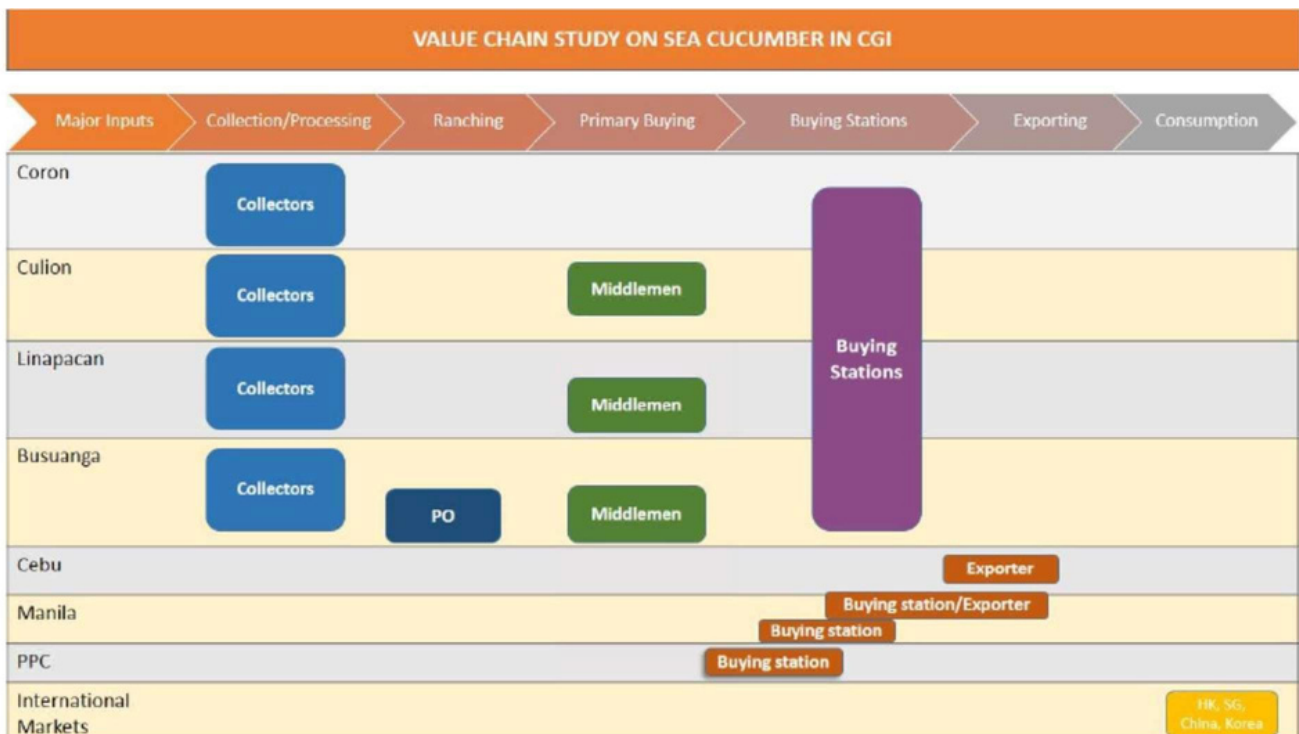 VALUE CHAIN STUDY ON SEA CUCUMBER IN CGI
Major Inputs
Collection/Processing
Ranching
Primary Buying
Buying Stations
Exporting
Consumption
Coron
Collectors
Culion
Collectors
Middlemen
Linapacan
Collectors
Middlemen
Buying
Stations
Busuanga
Collectors
PO
Middlemen
Cebu
Exporter
Manila
Buying station/Exporter
Buying station
PPC
Buying station
International
Markets
HK, SG,
China, Korea